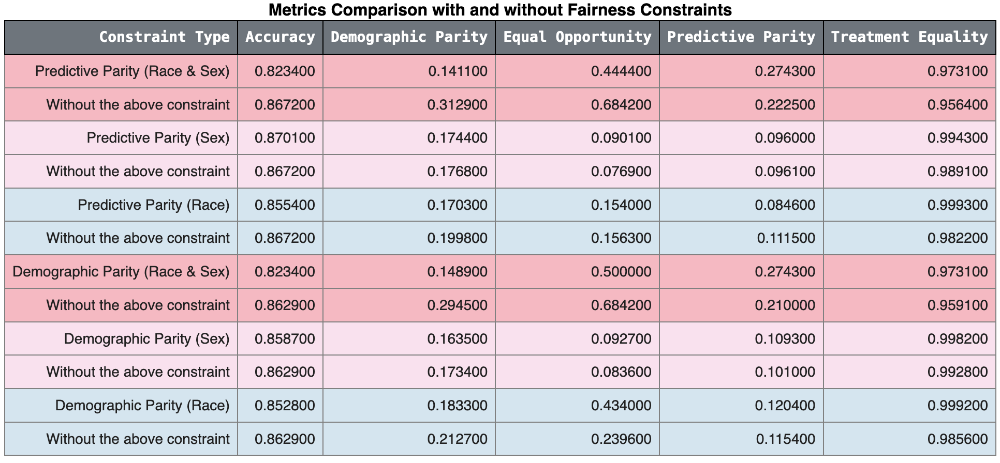 Metrics Comparison with and without Fairness Constraints
Constraint Type Accuracy Demographic Parity Equal Opportunity Predictive Parity Treatment Equality
Predictive Parity (Race & Sex) 0.823400 0.141100 0.444400 0.274300 0.973100
Without the above constraint 0.867200 0.312900 0.684200 0.222500 0.956400
Predictive Parity (Sex) 0.870100 0.174400 0.090100 0.096000 0.994300
Without the above constraint 0.867200 0.176800 0.076900 0.096100 0.989100
Predictive Parity (Race) 0.855400 0.170300 0.154000 0.084600 0.999300
Without the above constraint 0.867200 0.199800 0.156300 0.111500 0.982200
Demographic Parity (Race & Sex) 0.823400 0.148900 0.500000 0.274300 0.973100
Without the above constraint 0.862900 0.294500 0.684200 0.210000 0.959100
Demographic Parity (Sex) 0.858700 0.163500 0.092700 0.109300 0.998200
Without the above constraint 0.862900 0.173400 0.083600 0.101000 0.992800
Demographic Parity (Race) 0.852800 0.183300 0.434000 0.120400 0.999200
Without the above constraint 0.862900 0.212700 0.239600 0.115400 0.985600